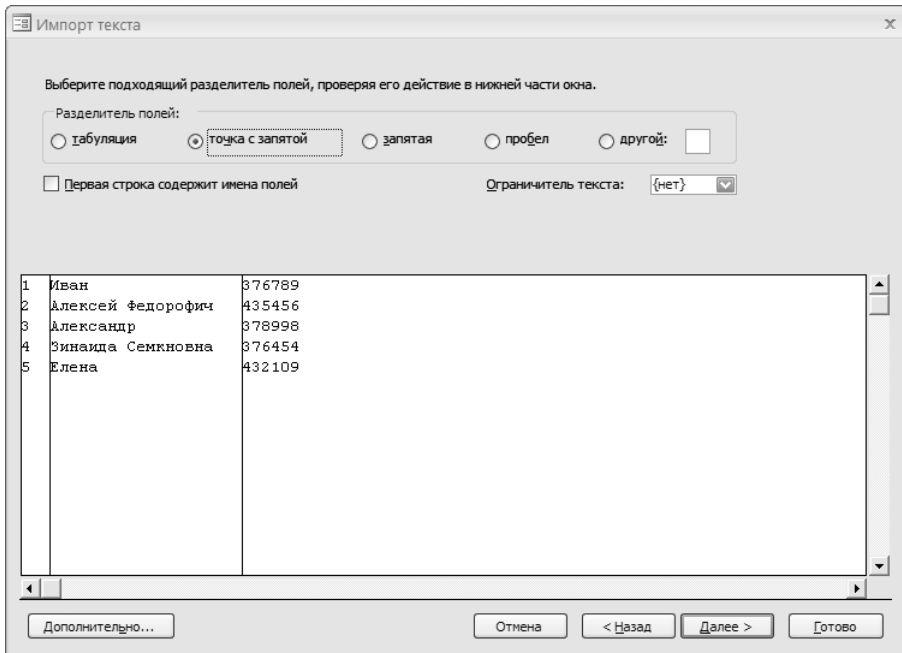 Импорт текста
Выберите подходящий разделитель полей, проверяя его действие в нижней части окна.
Разделитель полей:
табуляция точка с запятой запятая пробел другой:
Первая строка содержит имена полей Ограничитель текста: {нет}
1 Иван 376789
2 Алексей Федорофич 435456
3 Александр 378998
4 Зинаида Семкновна 376454
5 Елена 432109
Дополнительно... Отмена < Назад Далее > Готово